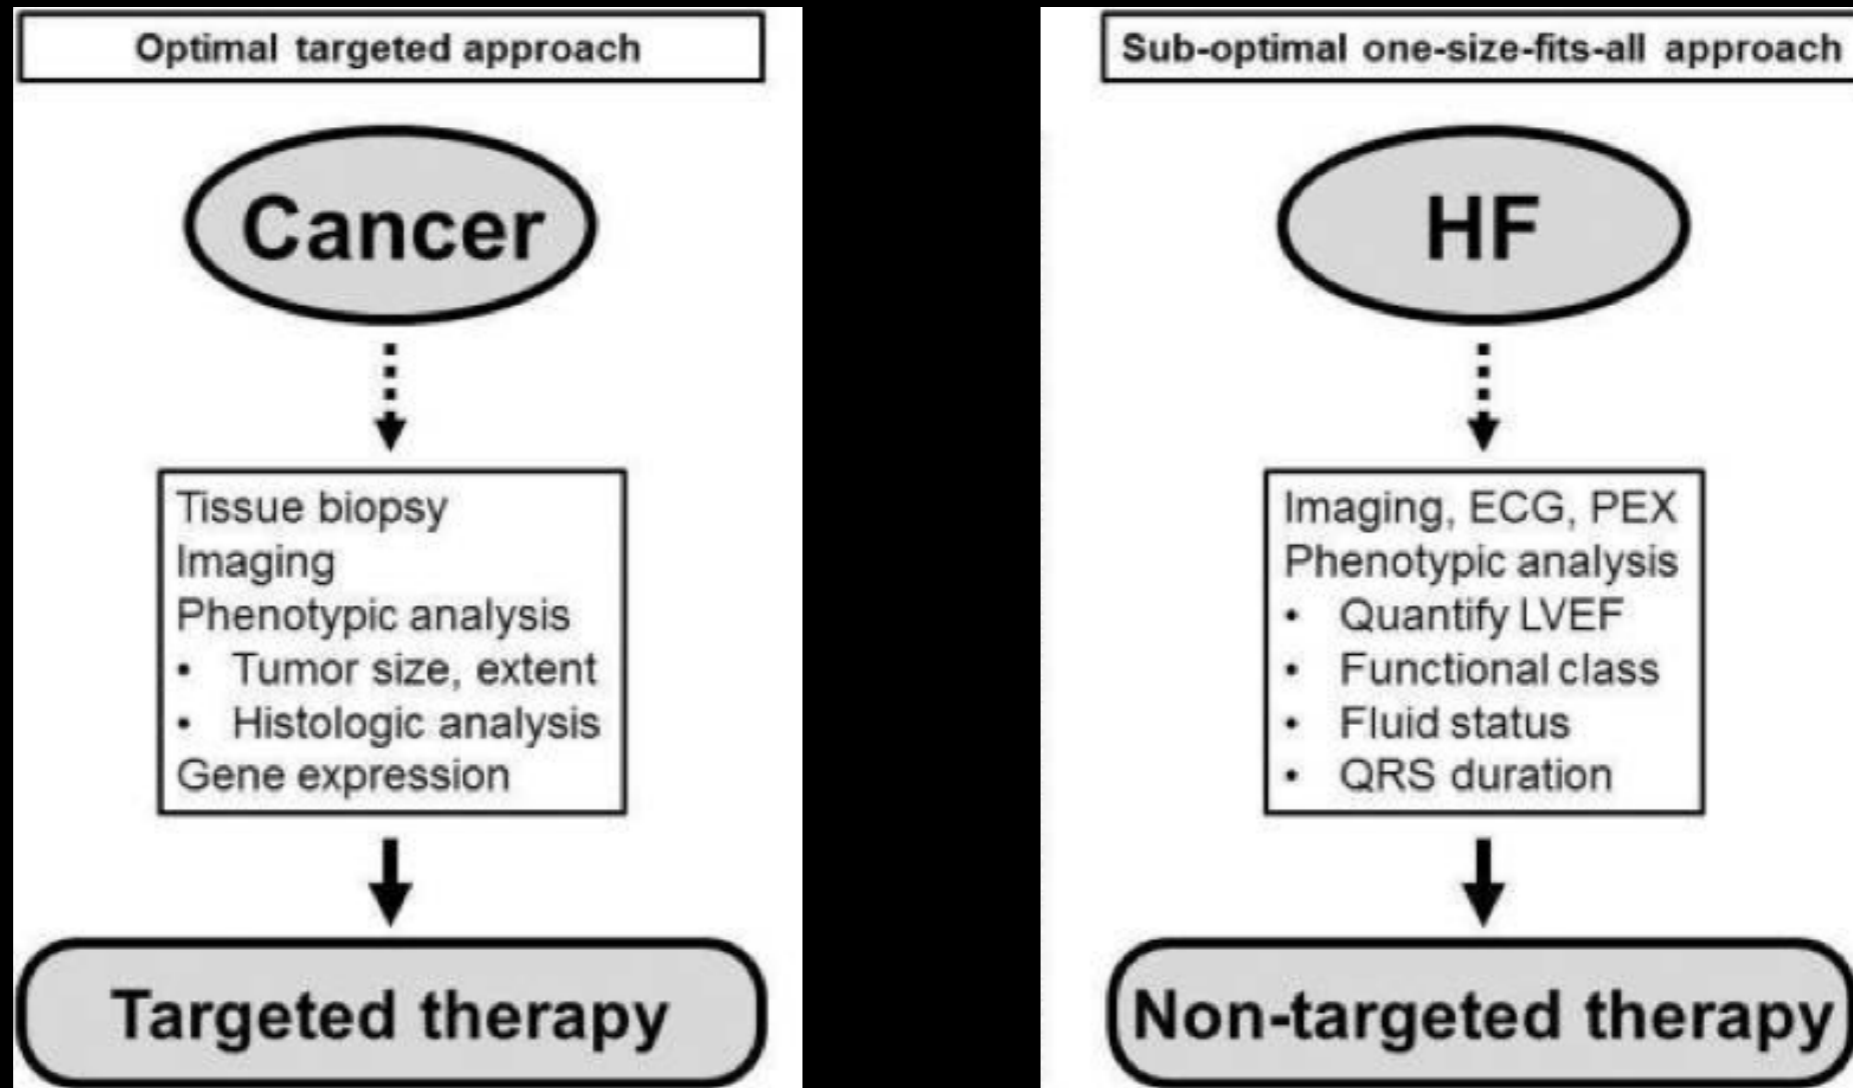 Optimal targeted approach
Cancer
Tissue biopsy
Imaging
Phenotypic analysis
• Tumor size, extent
• Histologic analysis
Gene expression
Targeted therapy
Sub-optimal one-size-fits-all approach
HF
Imaging, ECG, PEX
Phenotypic analysis
• Quantify LVEF
• Functional class
• Fluid status
• QRS duration
Non-targeted therapy